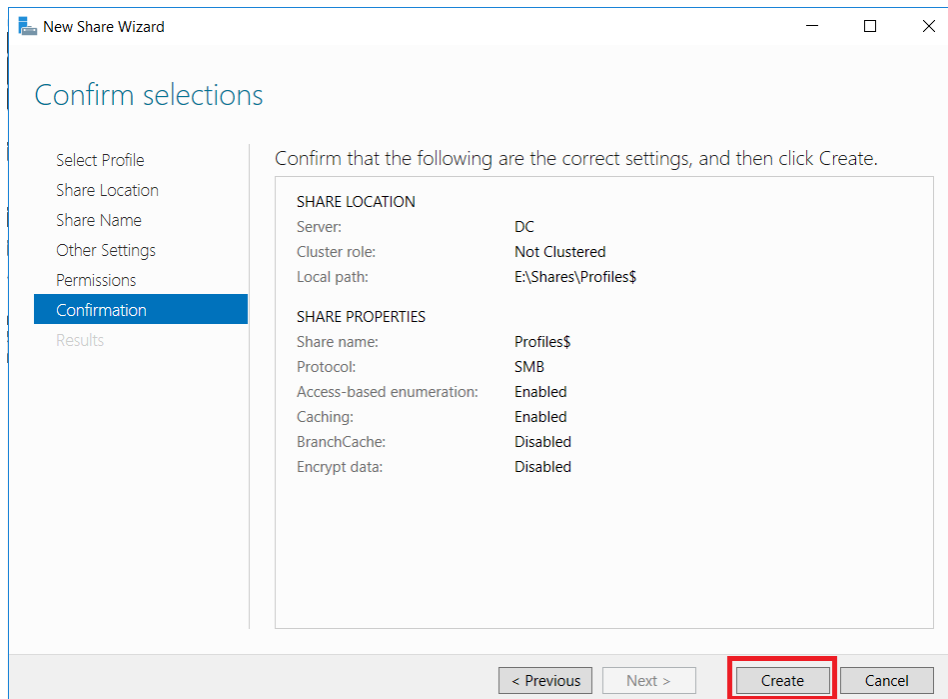 New Share Wizard
Confirm selections
Select Profile
Share Location
Share Name
Other Settings
Permissions
Confirmation
Results
Confirm that the following are the correct settings, and then click Create.
SHARE LOCATION
Server: DC
Cluster role: Not Clustered
Local path: E:\Shares\Profiles$
SHARE PROPERTIES
Share name: Profiles$
Protocol: SMB
Access-based enumeration: Enabled
Caching: Enabled
BranchCache: Disabled
Encrypt data: Disabled
< Previous Next > Create Cancel